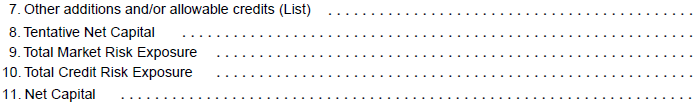 7. Other additions and/or allowable credits (List) . . . . . . . . . . . . . . . . . . . . . . . . . . . . . . . . . . . . . . . . . . .
8. Tentative Net Capital . . . . . . . . . . . . . . . . . . . . . . . . . . . . . . . . . . . . . . . . . . . . . . . . . . . . . . . . . . . .
9. Total Market Risk Exposure . . . . . . . . . . . . . . . . . . . . . . . . . . . . . . . . . . . . . . . . . . . . . . . . . . . . . . . .
10. Total Credit Risk Exposure . . . . . . . . . . . . . . . . . . . . . . . . . . . . . . . . . . . . . . . . . . . . . . . . . . . . . . . .
11. Net Capital . . . . . . . . . . . . . . . . . . . . . . . . . . . . . . . . . . . . . . . . . . . . . . . . . . . . . . . . . . . . . . . . . . .